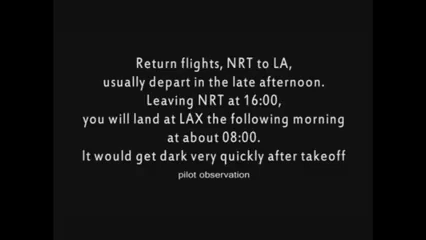 Return flights, NRT to LA,
usually depart in the late afternoon.
Leaving NRT at 16:00,
you will land at LAX the following morning
at about 08:00.
It would get dark very quickly after takeoff
pilot observation